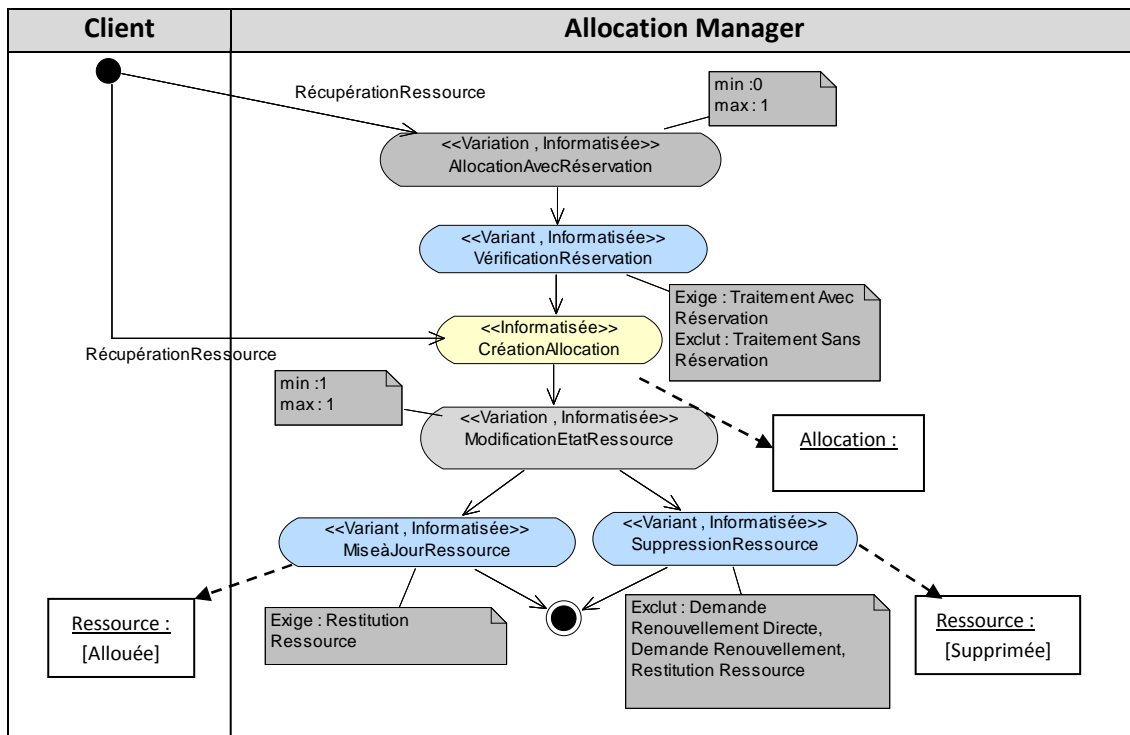 Client
Allocation Manager
RécupérationRessource
min :0
max : 1
<<Variation , Informatisée>>
AllocationAvecRéservation
<<Variant , Informatisée>>
VérificationRéservation
Exige : Traitement Avec
Réservation
Exclut : Traitement Sans
Réservation
<<Informatisée>>
CréationAllocation
RécupérationRessource
min :1
max : 1
<<Variation , Informatisée>>
ModificationEtatRessource
Allocation :
<<Variant , Informatisée>>
MiseàJourRessource
<<Variant , Informatisée>>
SuppressionRessource
Ressource :
[Allouée]
Exige : Restitution
Ressource
Exclut : Demande
Renouvellement Directe,
Demande Renouvellement,
Restitution Ressource
Ressource :
[Supprimée]